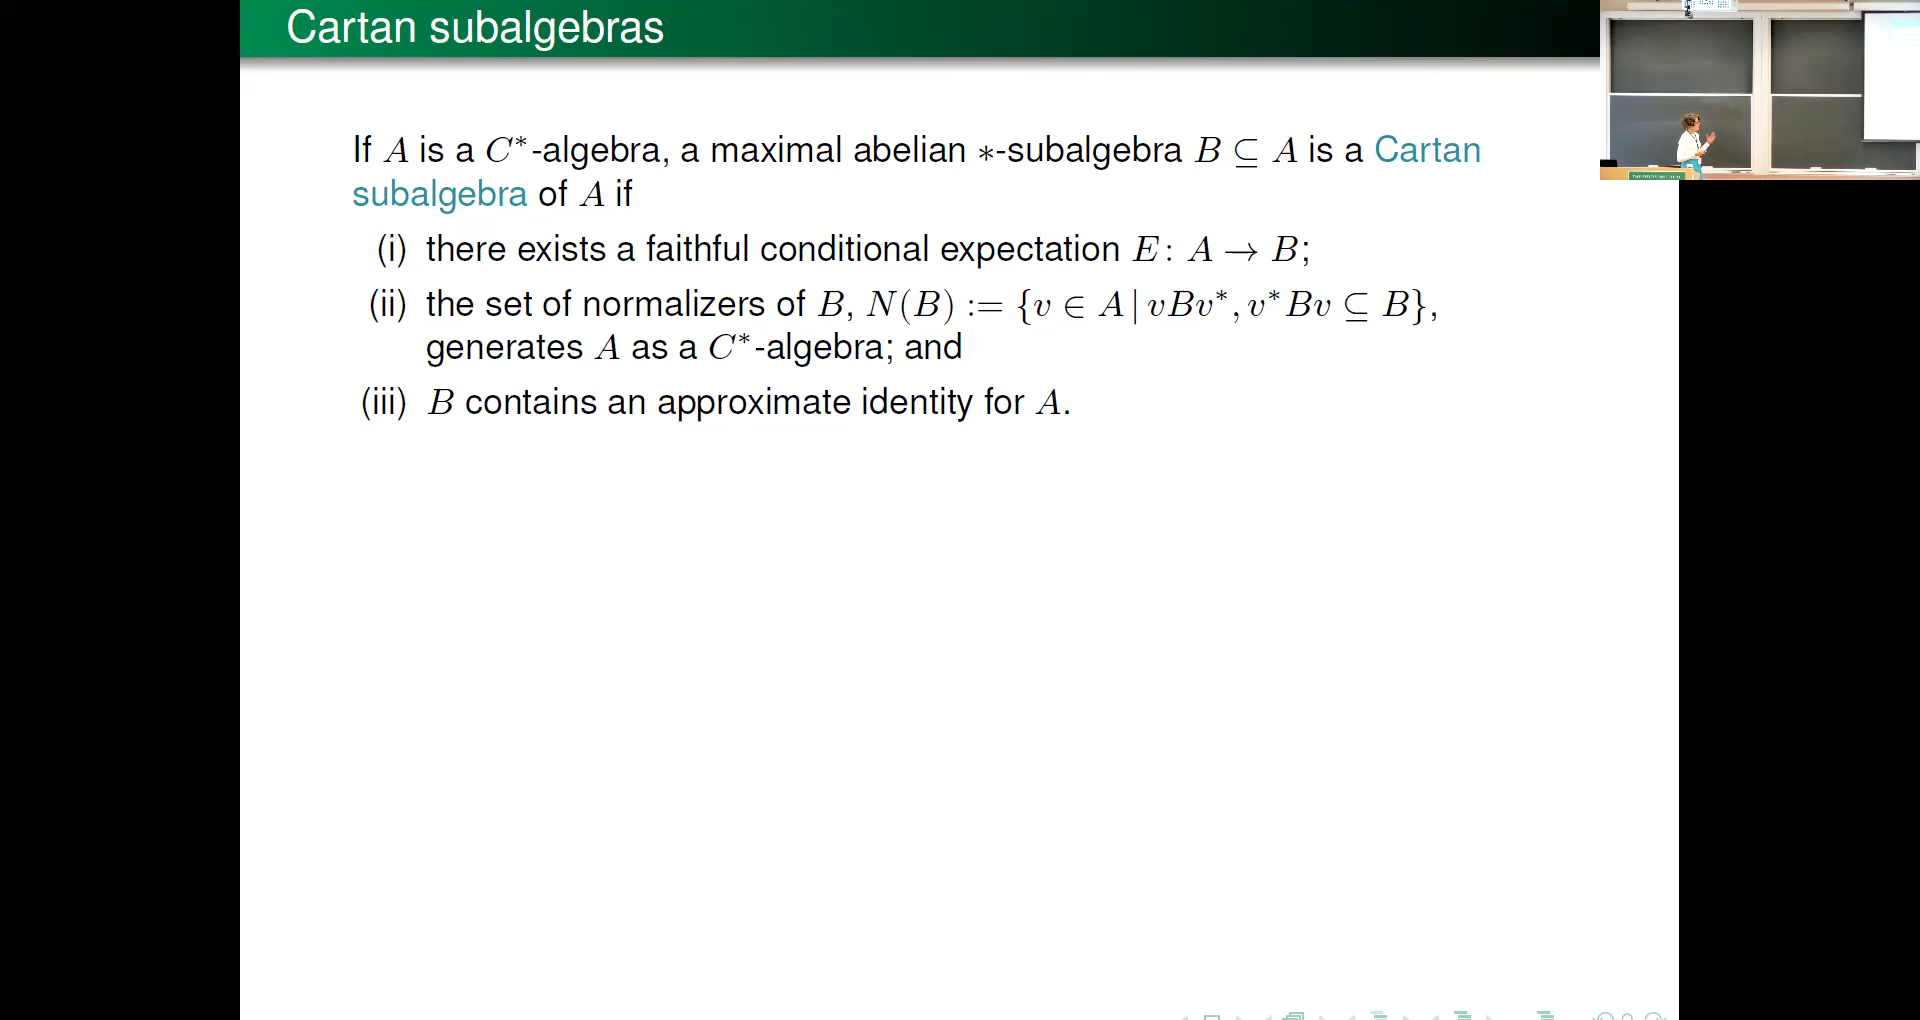 Cartan subalgebras
If A is a C*-algebra, a maximal abelian ∗-subalgebra B ⊆ A is a Cartan
subalgebra of A if
(i) there exists a faithful conditional expectation E: A → B;
(ii) the set of normalizers of B, N(B) := {v ∈ A | vBv*, v*Bv ⊆ B},
generates A as a C*-algebra; and
(iii) B contains an approximate identity for A.